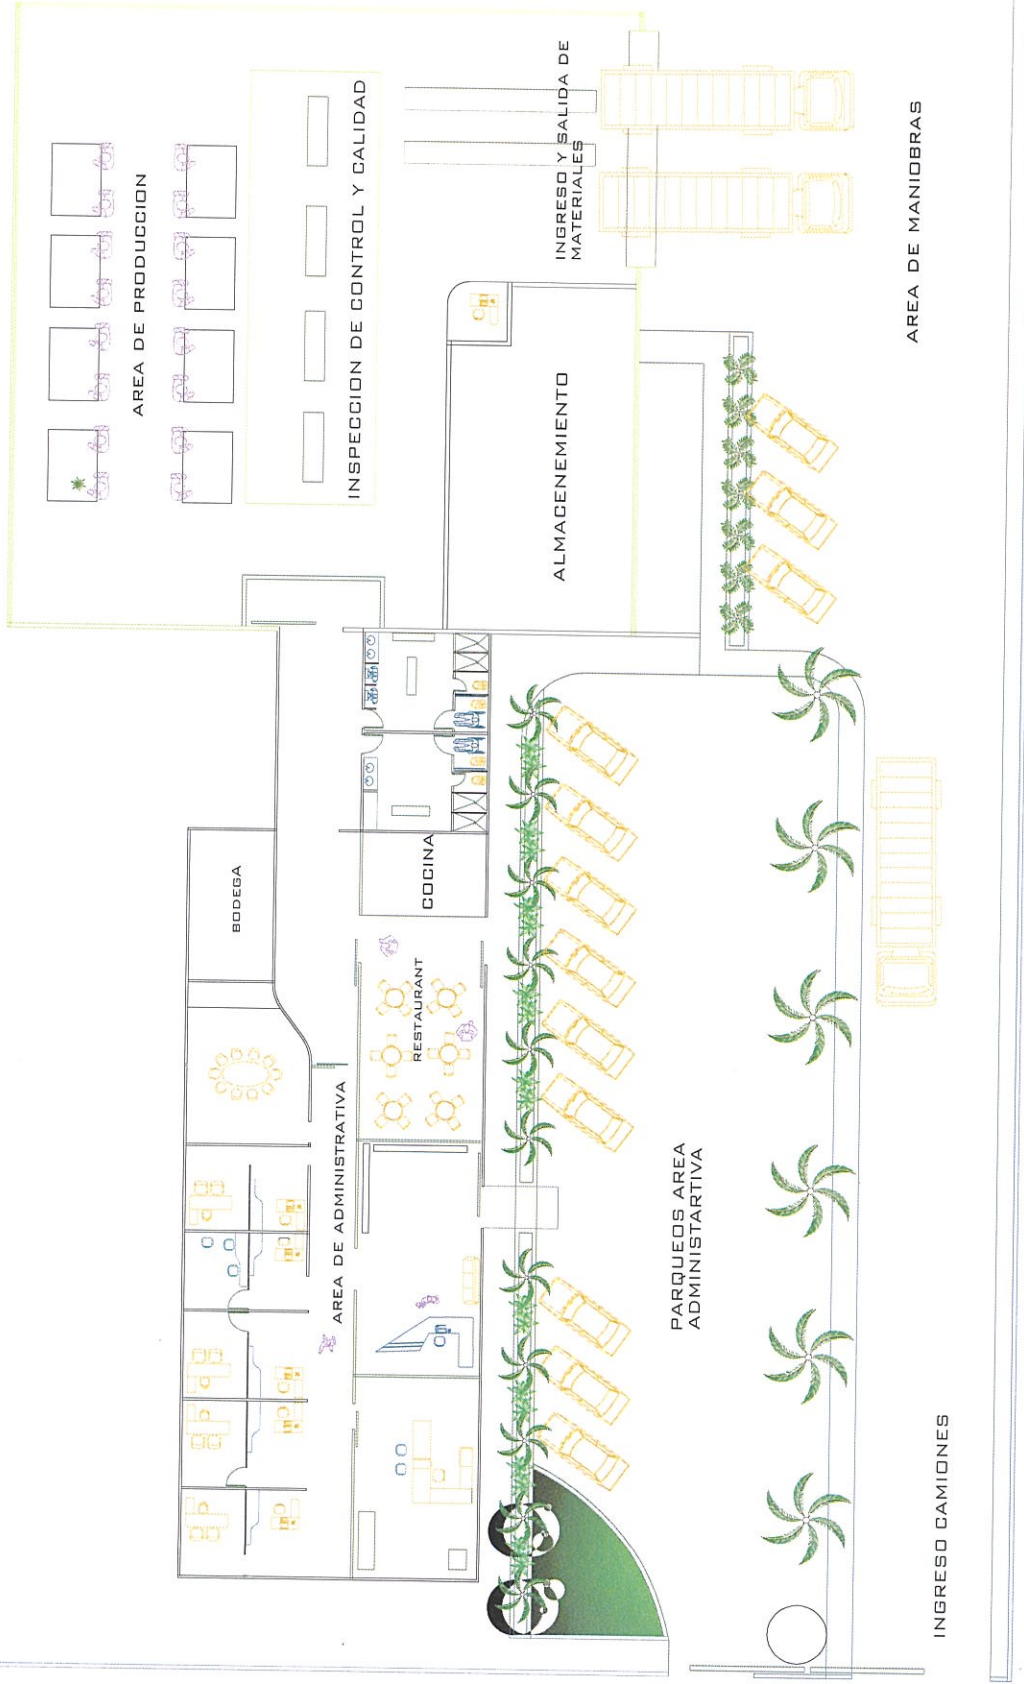 AREA DE PRODUCCION
INSPECCION DE CONTROL Y CALIDAD
INGRESO Y SALIDA DE
MATERIALES
AREA DE MANIOBRAS
ALMACENEMIENTO
BODEGA
COCINA
RESTAURANT
AREA DE ADMINISTRATIVA
PARQUEOS AREA
ADMINISTARTIVA
INGRESO CAMIONES